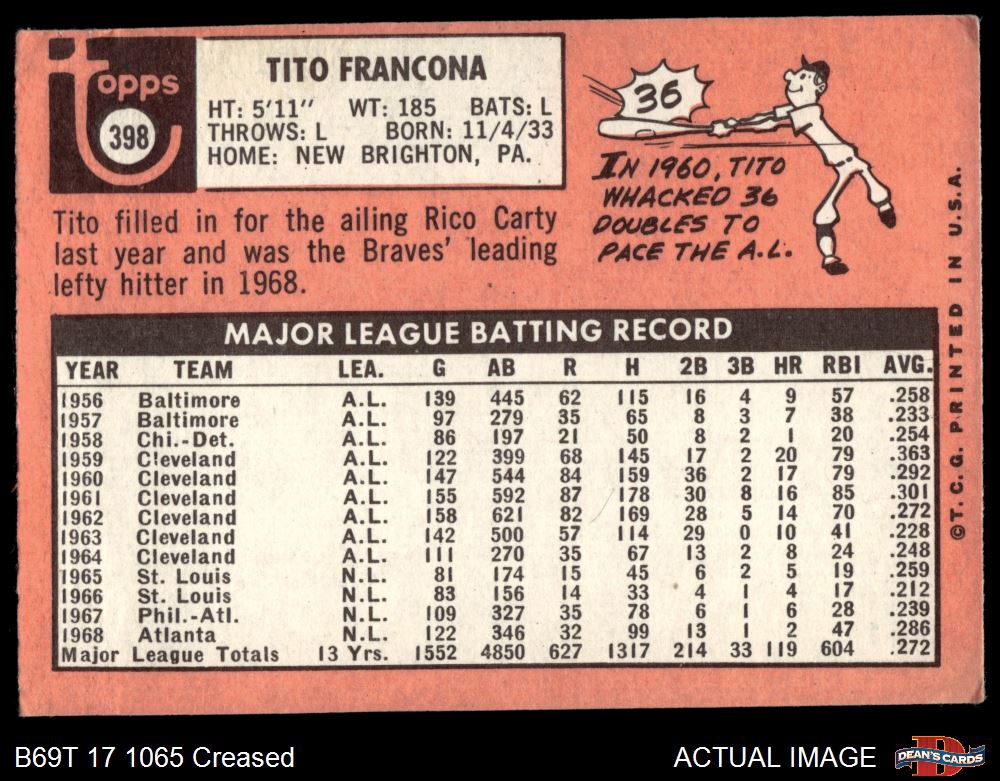 topps
398
TITO FRANCONA
HT: 5'11" WT: 185 BATS: L
THROWS: L BORN: 11/4/33
HOME: NEW BRIGHTON, PA.
36
IN 1960, TITO
WHACKED 36
DOUBLES TO
PACE THE A.L.
Tito filled in for the ailing Rico Carty
last year and was the Braves' leading
lefty hitter in 1968.
MAJOR LEAGUE BATTING RECORD
YEAR TEAM LEA. G AB R H 2B 3B HR RBI AVG.
1956 Baltimore A.L. 139 445 62 115 16 4 9 57 .258
1957 Baltimore A.L. 97 279 35 65 8 3 7 38 .233
1958 Chi.-Det. A.L. 86 197 21 50 8 2 1 20 .254
1959 Cleveland A.L. 122 399 68 145 17 2 20 79 .363
1960 Cleveland A.L. 147 544 84 159 36 2 17 79 .292
1961 Cleveland A.L. 155 592 87 178 30 8 16 85 .301
1962 Cleveland A.L. 158 621 82 169 28 5 14 70 .272
1963 Cleveland A.L. 142 500 57 114 29 0 10 41 .228
1964 Cleveland A.L. 111 270 35 67 13 2 8 24 .248
1965 St. Louis N.L. 81 174 15 45 6 2 5 19 .259
1966 St. Louis N.L. 83 156 14 33 4 1 4 17 .212
1967 Phil.-Atl. N.L. 109 327 35 78 6 1 6 28 .239
1968 Atlanta N.L. 122 346 32 99 13 1 2 47 .286
Major League Totals 13 Yrs. 1552 4850 627 1317 214 33 119 604 .272
©T.C.G. PRINTED IN U.S.A.
B69T 17 1065 Creased
ACTUAL IMAGE
D
DEAN'S CARDS